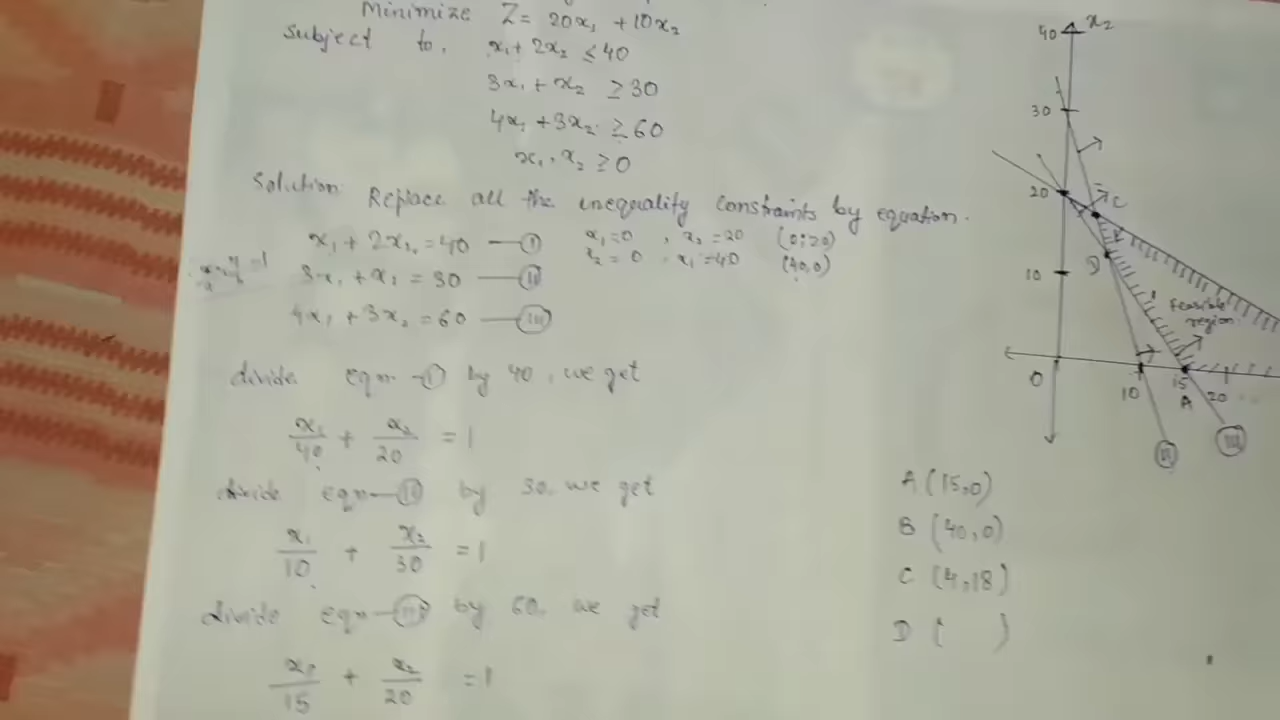 Minimize Z = 20x₁ + 10x₂
Subject to, x₁ + 2x₂ ≤ 40
3x₁ + x₂ ≥ 30
4x₁ + 3x₂ ≥ 60
x₁, x₂ ≥ 0
Solution Replace all the inequality constraints by equation.
x₁ + 2x₂ = 40 — I x₁=0 , x₂=20 (0,20)
x₂=0 , x₁=40 (40,0)
3x₁ + x₂ = 30 — II
4x₁ + 3x₂ = 60 — III
divide eqn — I by 40, we get
x₁/40 + x₂/20 = 1
divide eqn — II by 30, we get
x₁/10 + x₂/30 = 1
divide eqn — III by 60, we get
x₁/15 + x₂/20 = 1
40 x₂
30
20 C
10 D
feasible
region
0 10 15 20
A
II III
A (15,0)
B (40,0)
C (4,18)
D ( )